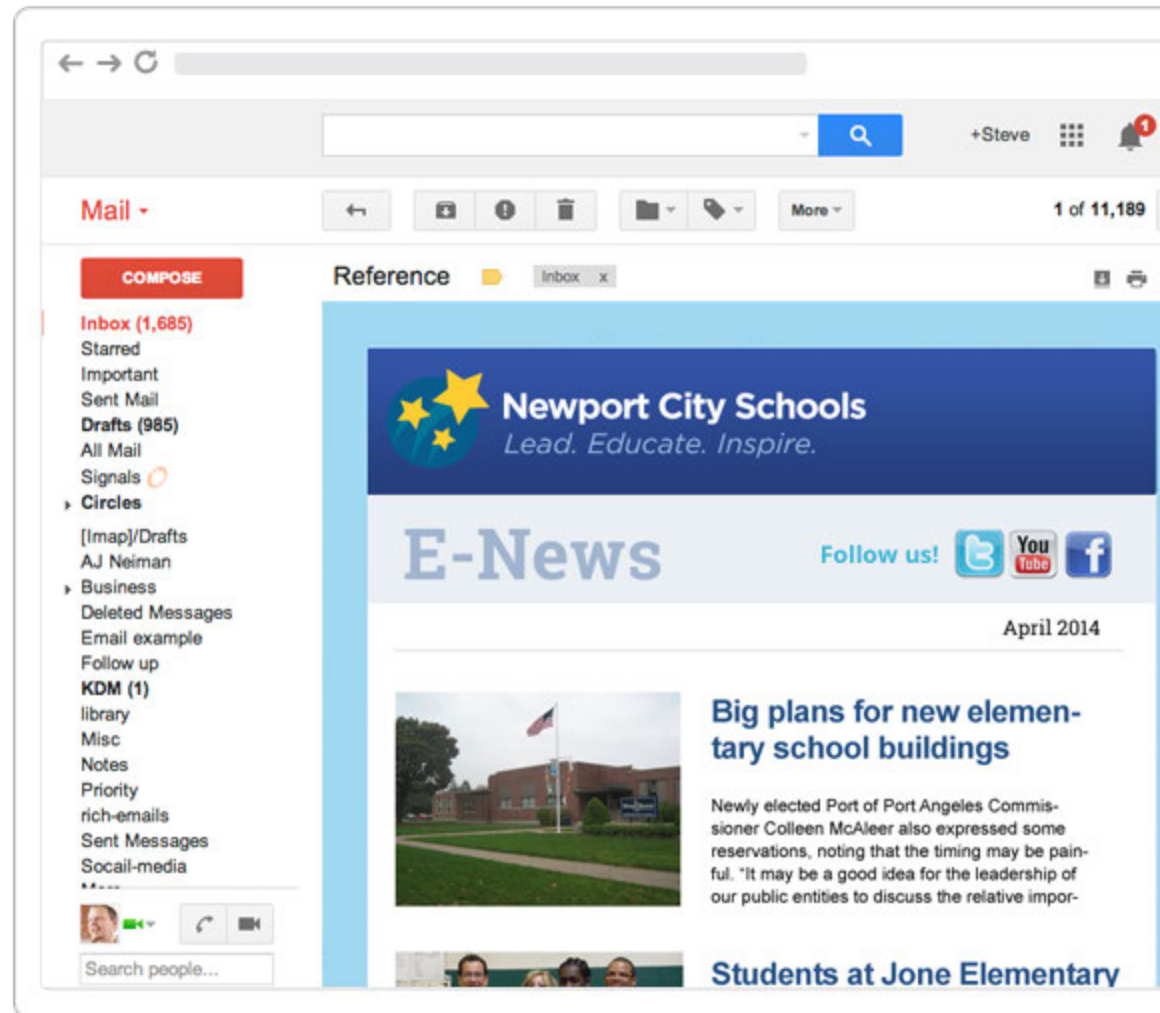 +Steve
1
Mail
More
1 of 11,189
COMPOSE
Reference
Inbox x
Inbox (1,685)
Starred
Important
Sent Mail
Drafts (985)
All Mail
Signals
Circles
[Imap]/Drafts
AJ Neiman
Business
Deleted Messages
Email example
Follow up
KDM (1)
library
Misc
Notes
Priority
rich-emails
Sent Messages
Socail-media
Search people...
Newport City Schools
Lead. Educate. Inspire.
E-News
Follow us!
You
Tube
f
April 2014
Big plans for new elemen-
tary school buildings
Newly elected Port of Port Angeles Commis-
sioner Colleen McAleer also expressed some
reservations, noting that the timing may be pain-
ful. "It may be a good idea for the leadership of
our public entities to discuss the relative impor-
Students at Jone Elementary